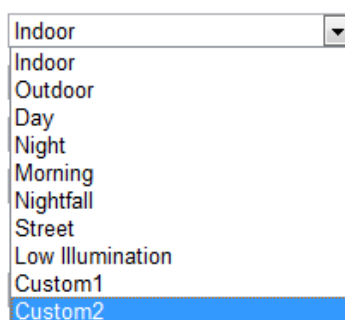 Indoor
Indoor
Outdoor
Day
Night
Morning
Nightfall
Street
Low Illumination
Custom1
Custom2